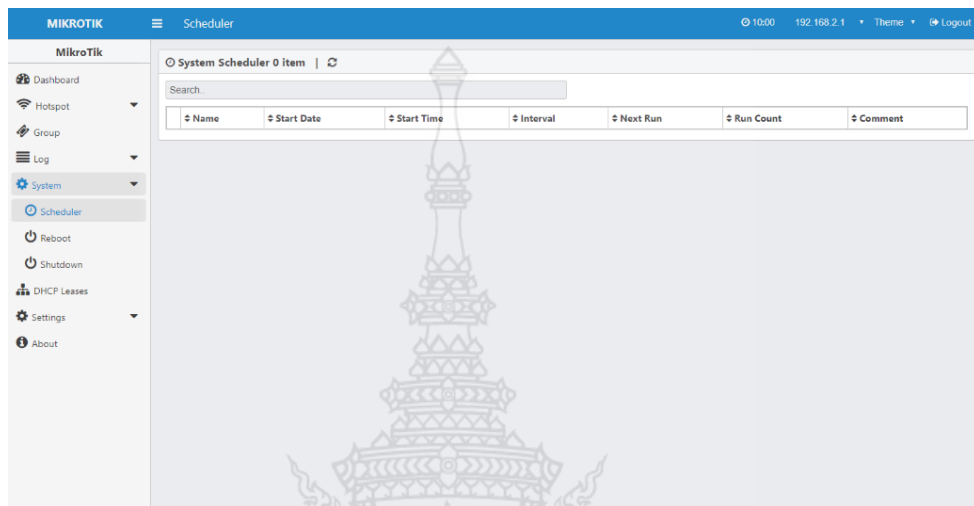 MIKROTIK Scheduler 10:00 192.168.2.1 Theme Logout
MikroTik
Dashboard
Hotspot
Group
Log
System
Scheduler
Reboot
Shutdown
DHCP Leases
Settings
About
System Scheduler 0 item |
Search..
Name Start Date Start Time Interval Next Run Run Count Comment